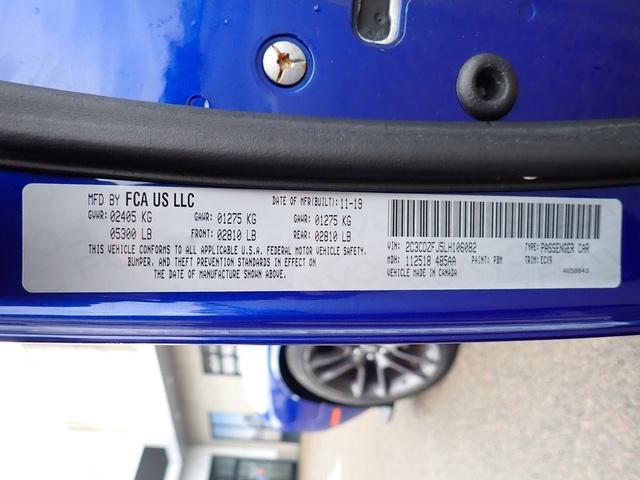 MFD BY FCA US LLC
DATE OF MFR(BUILT): 11-19
GVWR: 02405 KG GAWR: 01275 KG GAWR: 01275 KG
05300 LB FRONT: 02810 LB REAR: 02810 LB
THIS VEHICLE CONFORMS TO ALL APPLICABLE U.S.A. FEDERAL MOTOR VEHICLE SAFETY,
BUMPER, AND THEFT PREVENTION STANDARDS IN EFFECT ON
THE DATE OF MANUFACTURE SHOWN ABOVE.
VIN: 2C3CDZFJ5LH106082 TYPE: PASSENGER CAR
MDH: 112518 485AA PAINT: PBM TRIM: ECX9
VEHICLE MADE IN CANADA
4658843